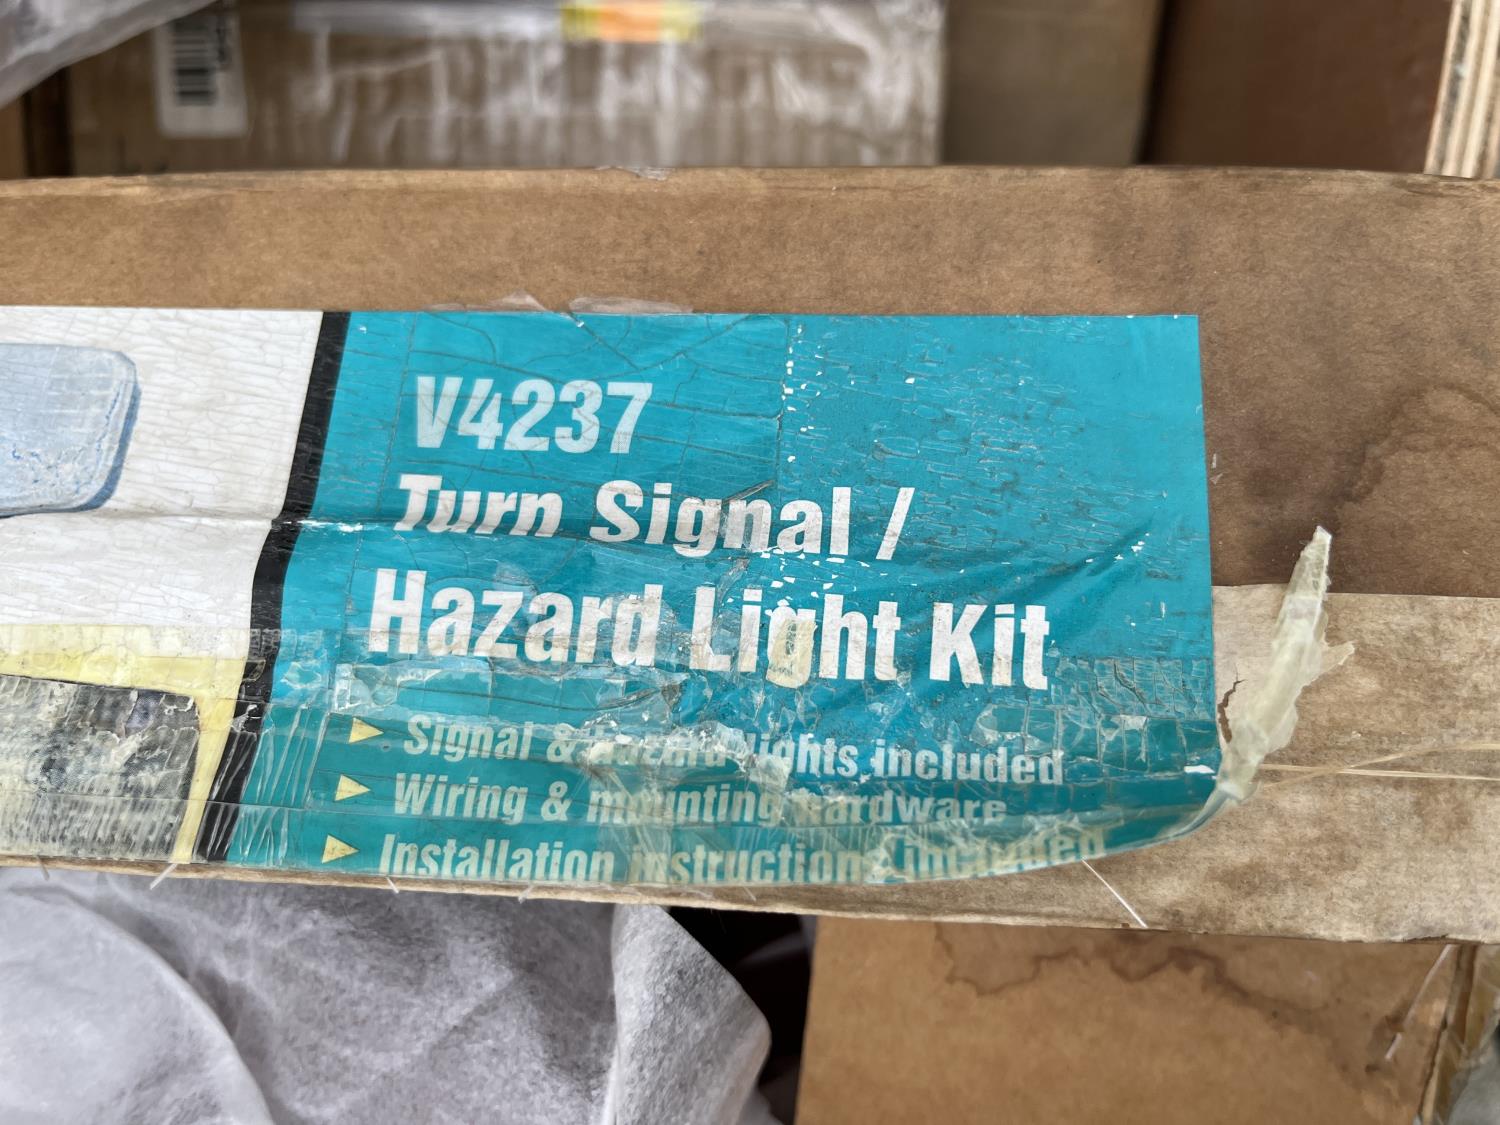 V4237
Turn Signal /
Hazard Light Kit
Signal & hazard lights included
Wiring & mounting hardware
Installation instructions included